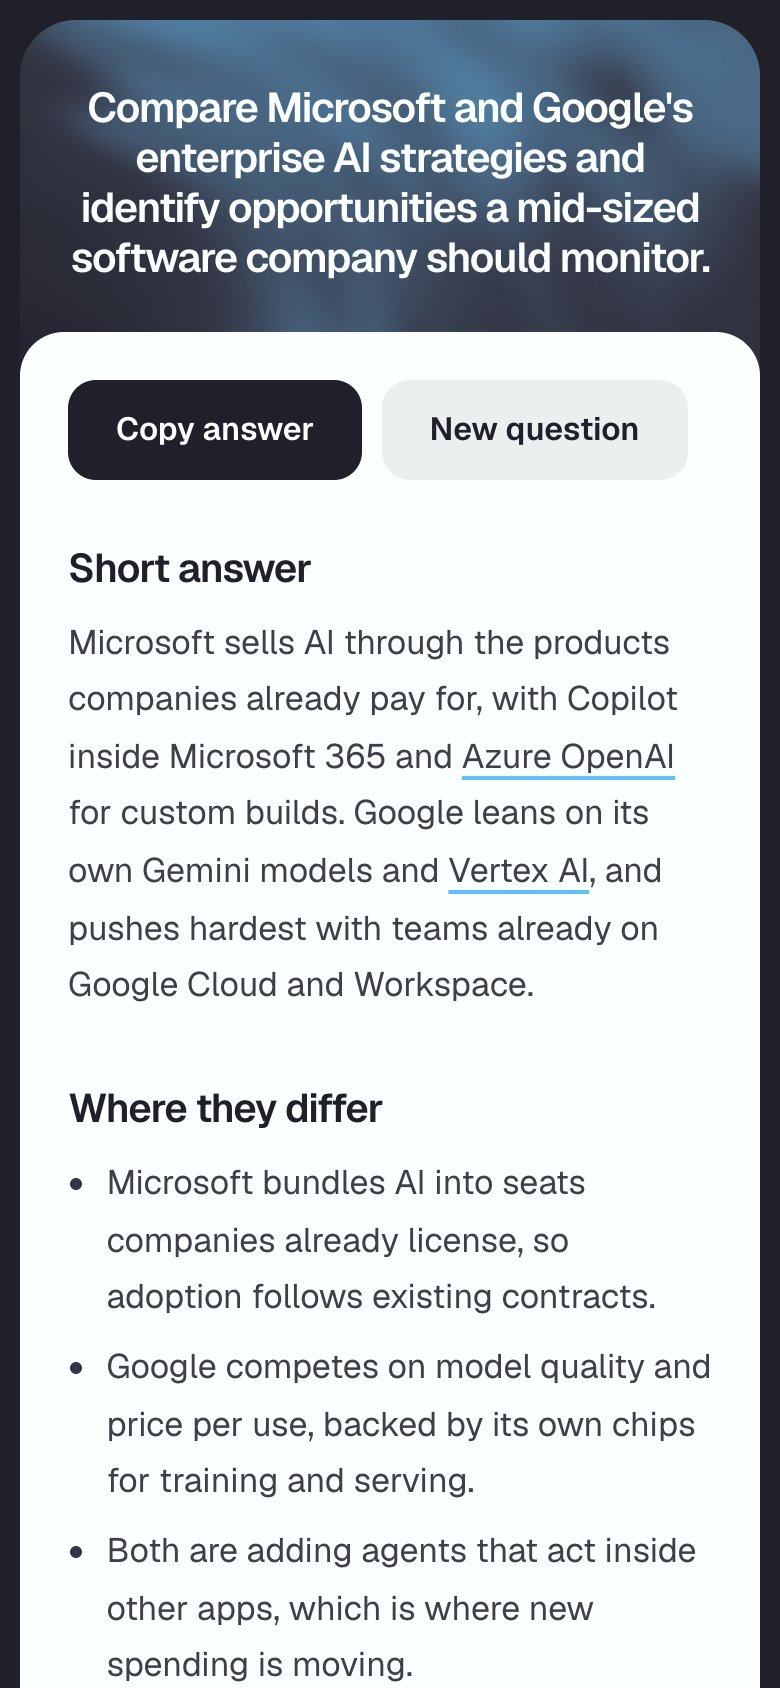 Compare Microsoft and Google's
enterprise AI strategies and
identify opportunities a mid-sized
software company should monitor.
Copy answer
New question
Short answer
Microsoft sells AI through the products
companies already pay for, with Copilot
inside Microsoft 365 and Azure OpenAI
for custom builds. Google leans on its
own Gemini models and Vertex AI, and
pushes hardest with teams already on
Google Cloud and Workspace.
Where they differ
• Microsoft bundles AI into seats
companies already license, so
adoption follows existing contracts.
• Google competes on model quality and
price per use, backed by its own chips
for training and serving.
• Both are adding agents that act inside
other apps, which is where new
spending is moving.